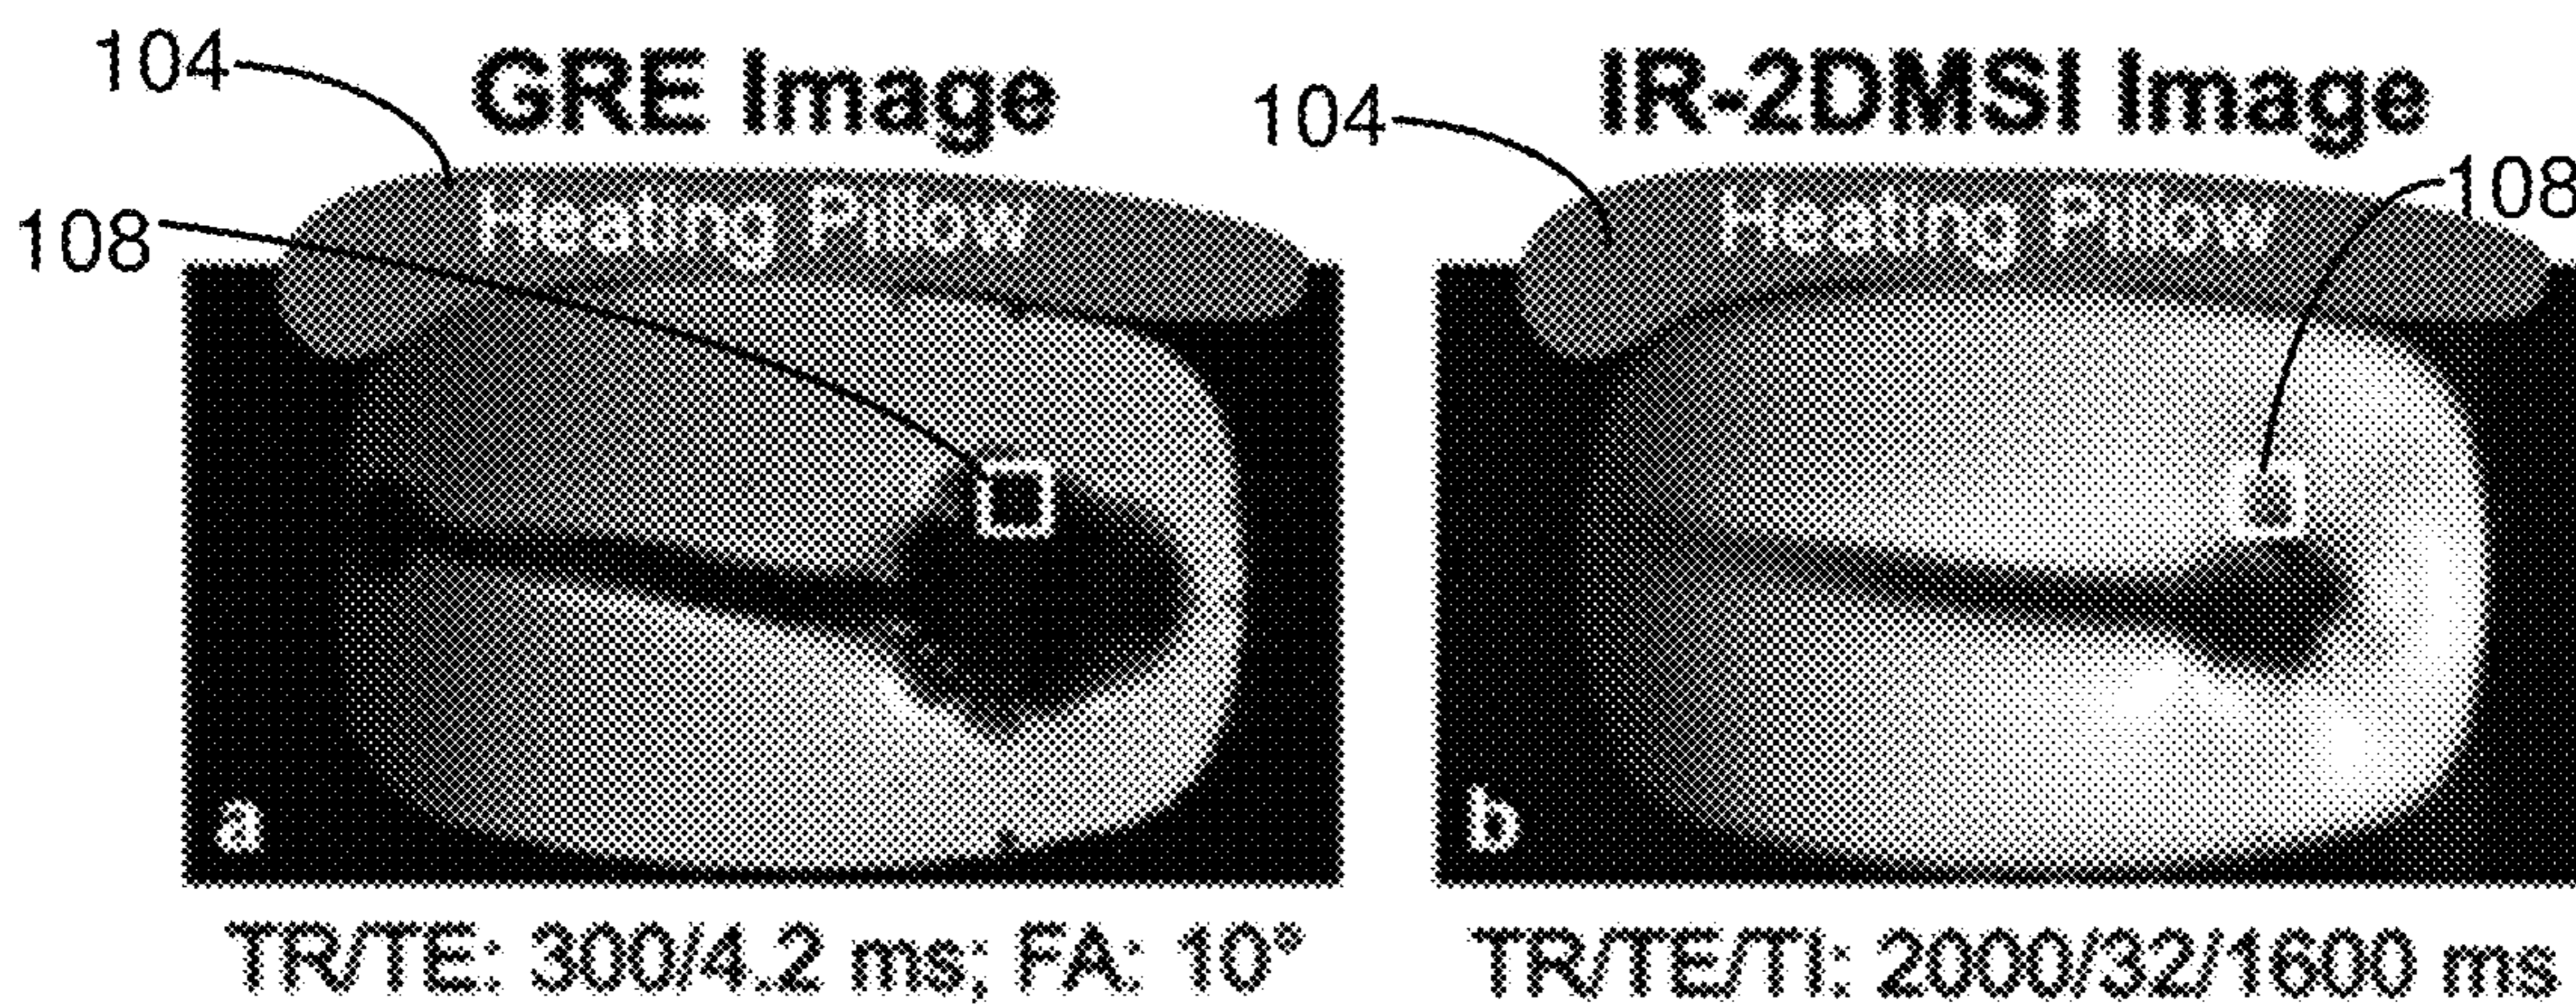 104
GRE Image
104
IR-2DMSI Image
108
Heating Pillow
Heating Pillow
108
a
b
TR/TE: 300/4.2 ms; FA: 10°
TR/TE/TI: 2000/32/1600 ms